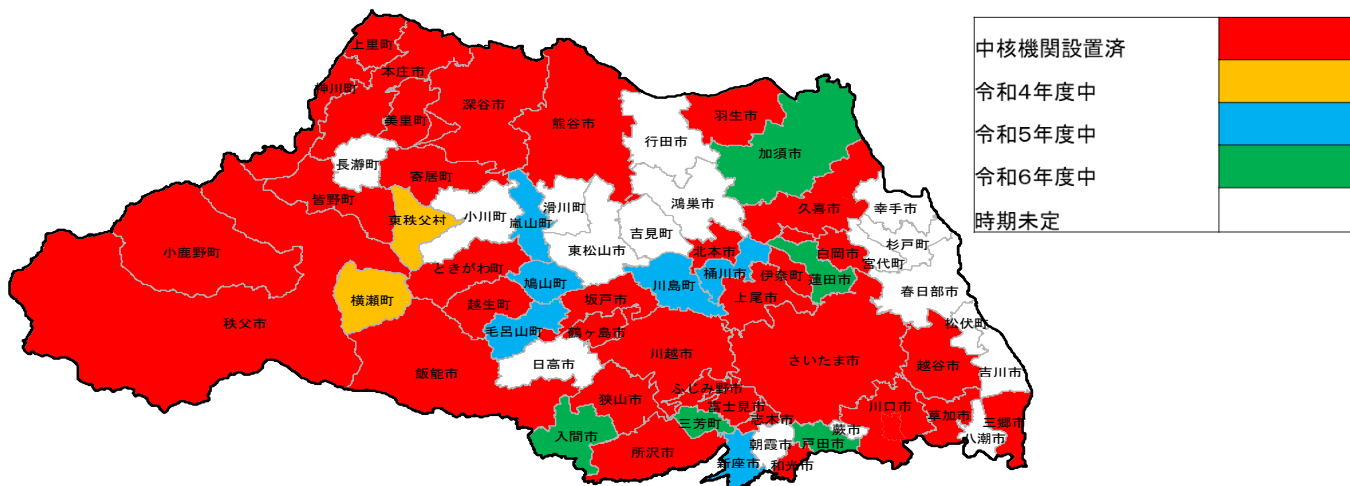 中核機関設置済
令和4年度中
令和5年度中
令和6年度中
時期未定
上里町
本庄市
神川町
美里町
深谷市
熊谷市
行田市
羽生市
加須市
長瀞町
寄居町
皆野町
東秩父村
小川町
嵐山町
滑川町
東松山市
吉見町
鴻巣市
久喜市
幸手市
杉戸町
宮代町
小鹿野町
ときがわ町
鳩山町
川島町
北本市
桶川市
伊奈町
白岡市
蓮田市
春日部市
横瀬町
越生町
坂戸市
上尾市
秩父市
毛呂山町
鶴ヶ島市
松伏町
飯能市
日高市
川越市
さいたま市
越谷市
吉川市
狭山市
ふじみ野市
富士見市
志木市
川口市
草加市
三郷市
入間市
所沢市
三芳町
新座市
朝霞市
和光市
戸田市
蕨市
八潮市